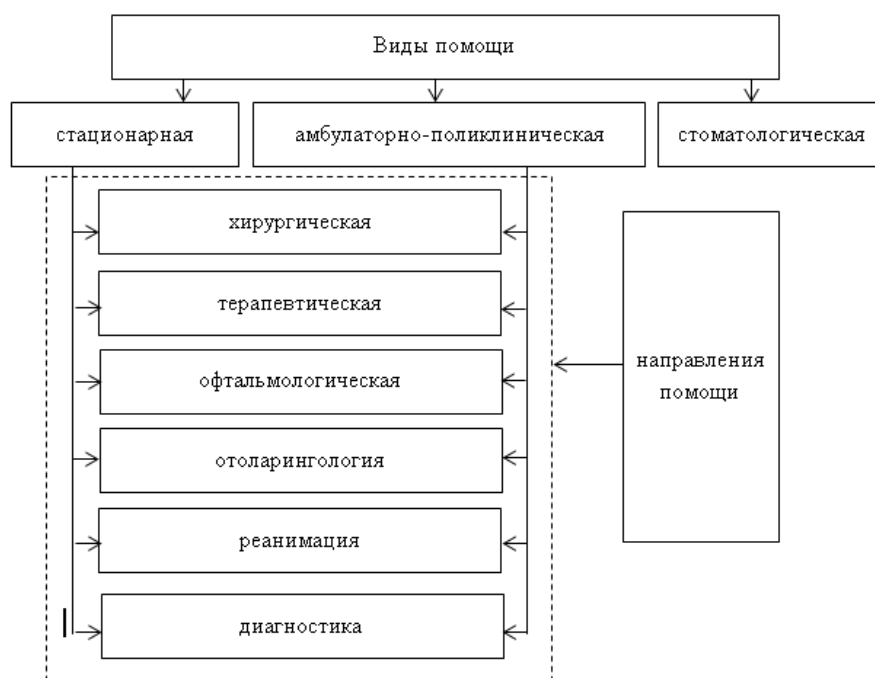 Виды помощи
стационарная
амбулаторно-поликлиническая
стоматологическая
хирургическая
терапевтическая
офтальмологическая
отоларингология
реанимация
диагностика
направления
помощи